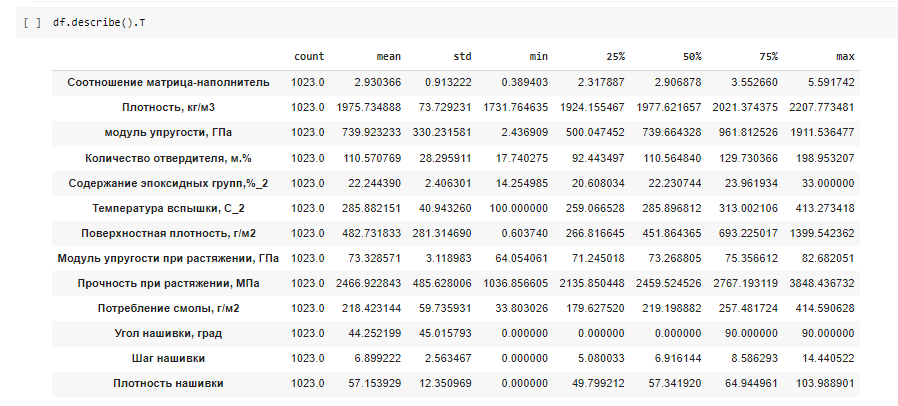 [ ] df.describe().T
count mean std min 25% 50% 75% max
Соотношение матрица-наполнитель 1023.0 2.930366 0.913222 0.389403 2.317887 2.906878 3.552660 5.591742
Плотность, кг/м3 1023.0 1975.734888 73.729231 1731.764635 1924.155467 1977.621657 2021.374375 2207.773481
модуль упругости, ГПа 1023.0 739.923233 330.231581 2.436909 500.047452 739.664328 961.812526 1911.536477
Количество отвердителя, м.% 1023.0 110.570769 28.295911 17.740275 92.443497 110.564840 129.730366 198.953207
Содержание эпоксидных групп,%_2 1023.0 22.244390 2.406301 14.254985 20.608034 22.230744 23.961934 33.000000
Температура вспышки, С_2 1023.0 285.882151 40.943260 100.000000 259.066528 285.896812 313.002106 413.273418
Поверхностная плотность, г/м2 1023.0 482.731833 281.314690 0.603740 266.816645 451.864365 693.225017 1399.542362
Модуль упругости при растяжении, ГПа 1023.0 73.328571 3.118983 64.054061 71.245018 73.268805 75.356612 82.682051
Прочность при растяжении, МПа 1023.0 2466.922843 485.628006 1036.856605 2135.850448 2459.524526 2767.193119 3848.436732
Потребление смолы, г/м2 1023.0 218.423144 59.735931 33.803026 179.627520 219.198882 257.481724 414.590628
Угол нашивки, град 1023.0 44.252199 45.015793 0.000000 0.000000 0.000000 90.000000 90.000000
Шаг нашивки 1023.0 6.899222 2.563467 0.000000 5.080033 6.916144 8.586293 14.440522
Плотность нашивки 1023.0 57.153929 12.350969 0.000000 49.799212 57.341920 64.944961 103.988901